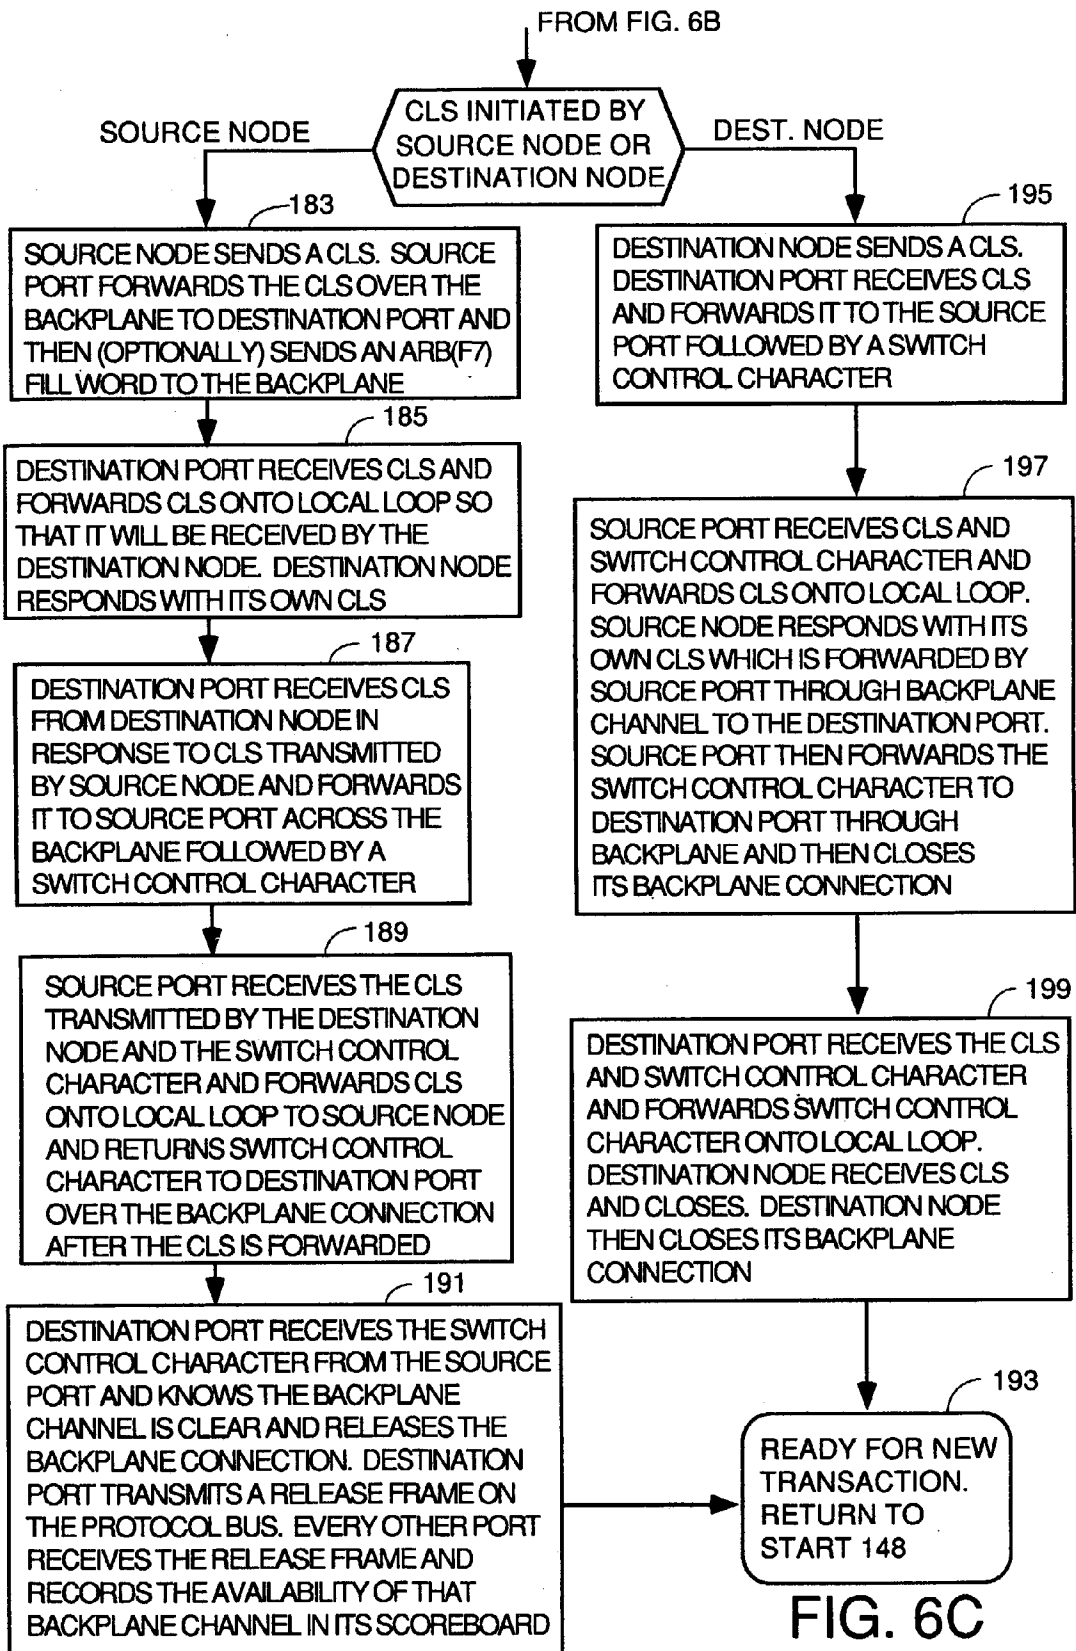 FROM FIG. 6B
CLS INITIATED BY
SOURCE NODE OR
DESTINATION NODE
SOURCE NODE
DEST. NODE
183
SOURCE NODE SENDS A CLS. SOURCE
PORT FORWARDS THE CLS OVER THE
BACKPLANE TO DESTINATION PORT AND
THEN (OPTIONALLY) SENDS AN ARB(F7)
FILL WORD TO THE BACKPLANE
185
DESTINATION PORT RECEIVES CLS AND
FORWARDS CLS ONTO LOCAL LOOP SO
THAT IT WILL BE RECEIVED BY THE
DESTINATION NODE. DESTINATION NODE
RESPONDS WITH ITS OWN CLS
187
DESTINATION PORT RECEIVES CLS
FROM DESTINATION NODE IN
RESPONSE TO CLS TRANSMITTED
BY SOURCE NODE AND FORWARDS
IT TO SOURCE PORT ACROSS THE
BACKPLANE FOLLOWED BY A
SWITCH CONTROL CHARACTER
189
SOURCE PORT RECEIVES THE CLS
TRANSMITTED BY THE DESTINATION
NODE AND THE SWITCH CONTROL
CHARACTER AND FORWARDS CLS
ONTO LOCAL LOOP TO SOURCE NODE
AND RETURNS SWITCH CONTROL
CHARACTER TO DESTINATION PORT
OVER THE BACKPLANE CONNECTION
AFTER THE CLS IS FORWARDED
191
DESTINATION PORT RECEIVES THE SWITCH
CONTROL CHARACTER FROM THE SOURCE
PORT AND KNOWS THE BACKPLANE
CHANNEL IS CLEAR AND RELEASES THE
BACKPLANE CONNECTION. DESTINATION
PORT TRANSMITS A RELEASE FRAME ON
THE PROTOCOL BUS. EVERY OTHER PORT
RECEIVES THE RELEASE FRAME AND
RECORDS THE AVAILABILITY OF THAT
BACKPLANE CHANNEL IN ITS SCOREBOARD
195
DESTINATION NODE SENDS A CLS.
DESTINATION PORT RECEIVES CLS
AND FORWARDS IT TO THE SOURCE
PORT FOLLOWED BY A SWITCH
CONTROL CHARACTER
197
SOURCE PORT RECEIVES CLS AND
SWITCH CONTROL CHARACTER AND
FORWARDS CLS ONTO LOCAL LOOP.
SOURCE NODE RESPONDS WITH ITS
OWN CLS WHICH IS FORWARDED BY
SOURCE PORT THROUGH BACKPLANE
CHANNEL TO THE DESTINATION PORT.
SOURCE PORT THEN FORWARDS THE
SWITCH CONTROL CHARACTER TO
DESTINATION PORT THROUGH
BACKPLANE AND THEN CLOSES
ITS BACKPLANE CONNECTION
199
DESTINATION PORT RECEIVES THE CLS
AND SWITCH CONTROL CHARACTER
AND FORWARDS SWITCH CONTROL
CHARACTER ONTO LOCAL LOOP.
DESTINATION NODE RECEIVES CLS
AND CLOSES. DESTINATION NODE
THEN CLOSES ITS BACKPLANE
CONNECTION
193
READY FOR NEW
TRANSACTION.
RETURN TO
START 148
FIG. 6C